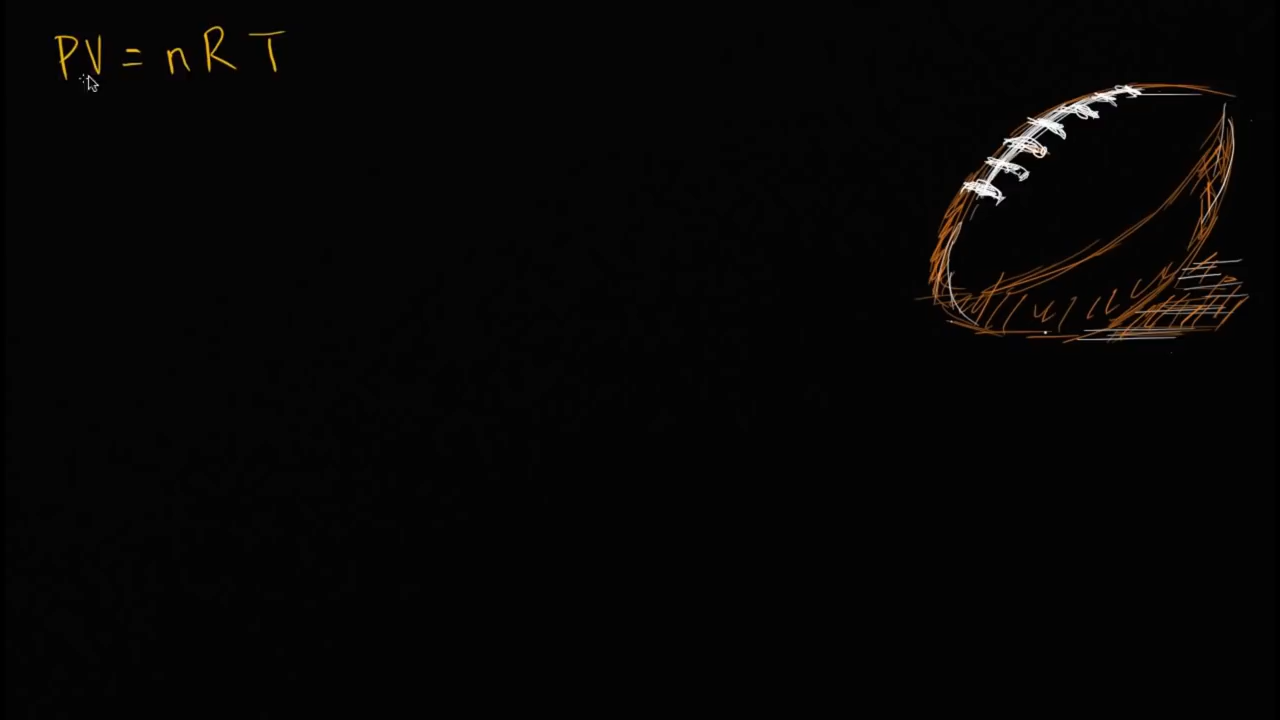 PV = nRT